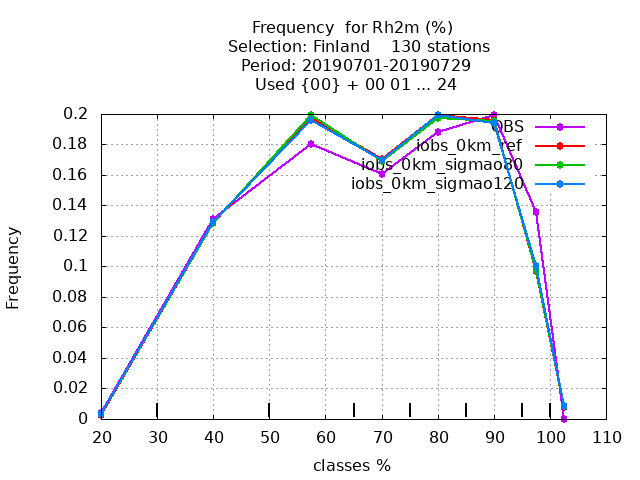 Frequency  for Rh2m (%)
Selection: Finland    130 stations
Period: 20190701-20190729
Used {00} + 00 01 ... 24
0.2
0.18
0.16
0.14
0.12
0.1
0.08
0.06
0.04
0.02
0
Frequency
OBS
iobs_0km_ref
iobs_0km_sigmao80
iobs_0km_sigmao120
20 30 40 50 60 70 80 90 100 110
classes %